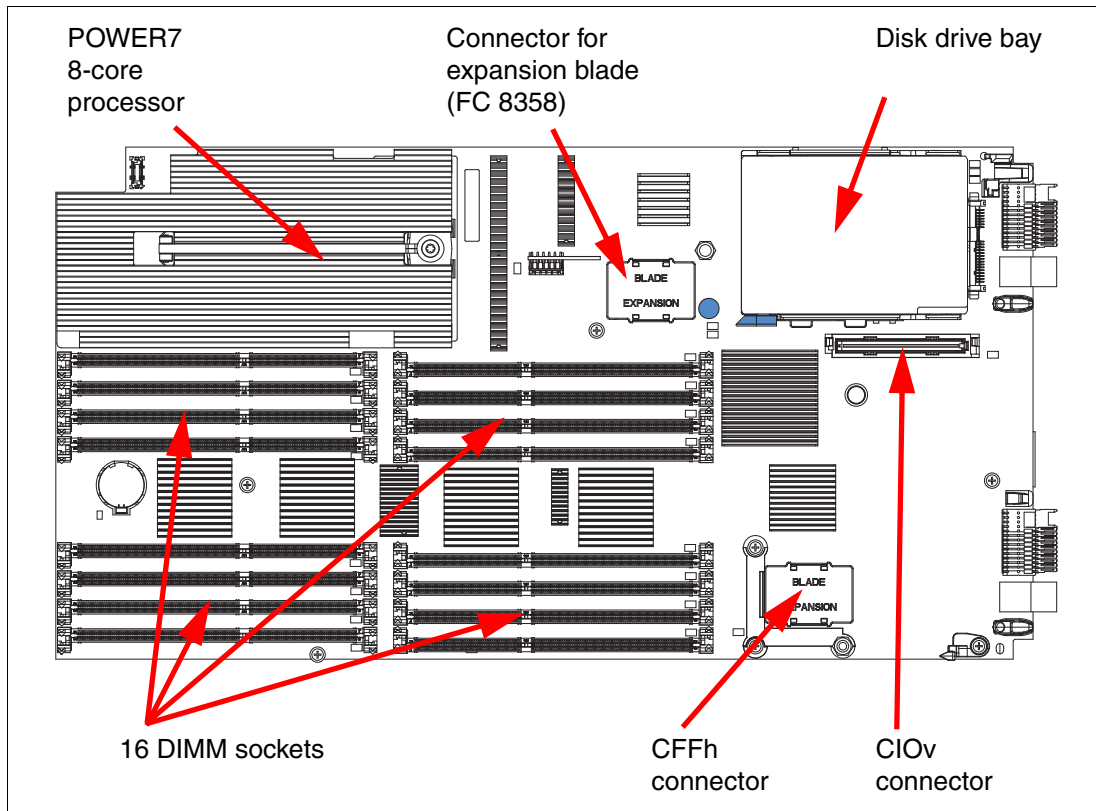 POWER7
8-core
processor
Connector for
expansion blade
(FC 8358)
Disk drive bay
BLADE
EXPANSION
BLADE
XPANSION
16 DIMM sockets
CFFh
connector
CIOv
connector